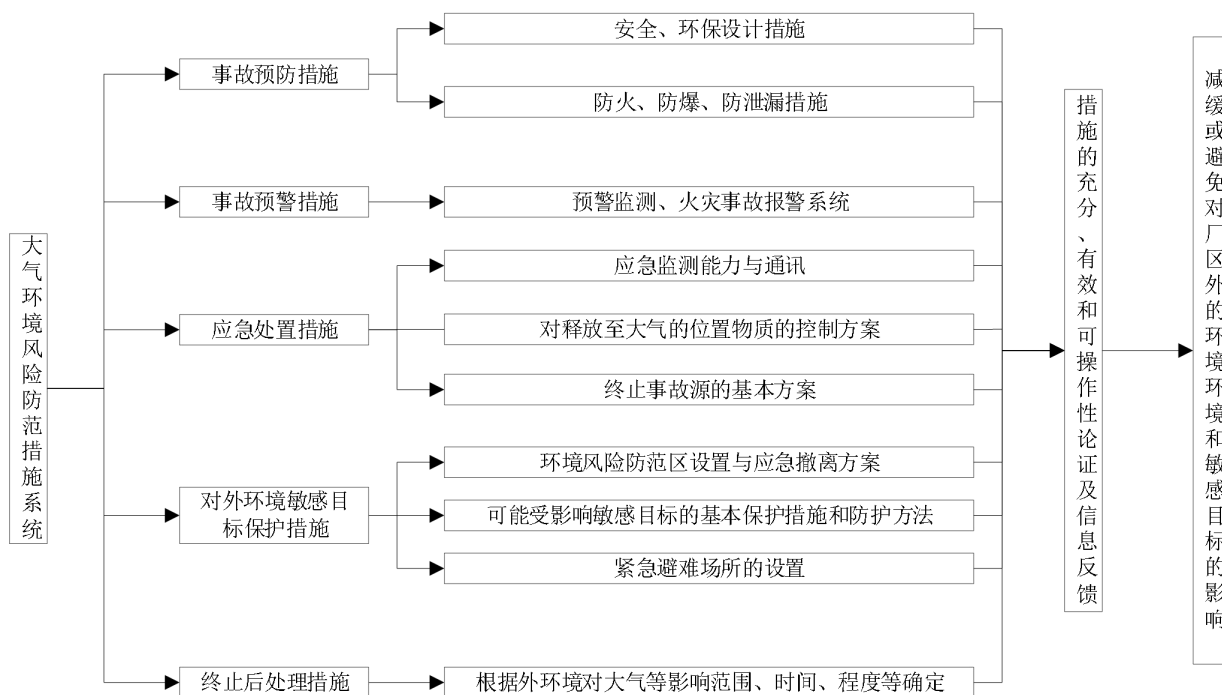 大气环境风险防范措施系统
事故预防措施
安全、环保设计措施
防火、防爆、防泄漏措施
事故预警措施
预警监测、火灾事故报警系统
应急处置措施
应急监测能力与通讯
对释放至大气的位置物质的控制方案
终止事故源的基本方案
对外环境敏感目
标保护措施
环境风险防范区设置与应急撤离方案
可能受影响敏感目标的基本保护措施和防护方法
紧急避难场所的设置
终止后处理措施
根据外环境对大气等影响范围、时间、程度等确定
措施的充分、有效和可操作性论证及信息反馈
减缓或避免对厂区外的环境环境和敏感目标的影响